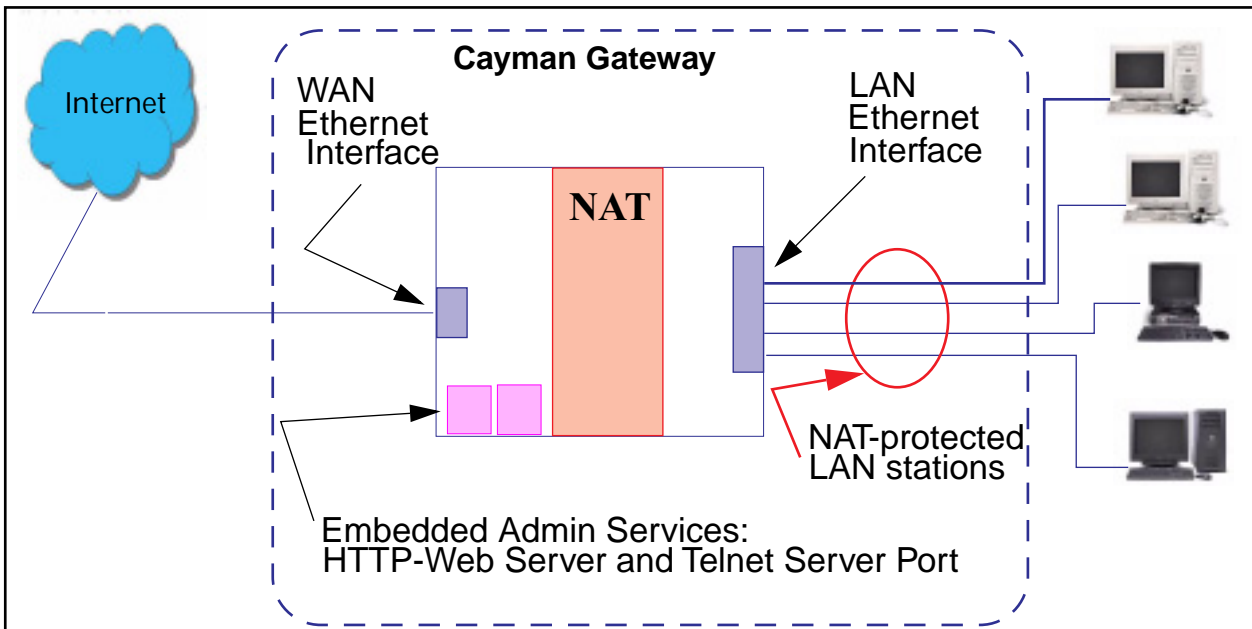 Cayman Gateway
Internet
WAN
Ethernet
Interface
LAN
Ethernet
Interface
NAT
NAT-protected
LAN stations
Embedded Admin Services:
HTTP-Web Server and Telnet Server Port